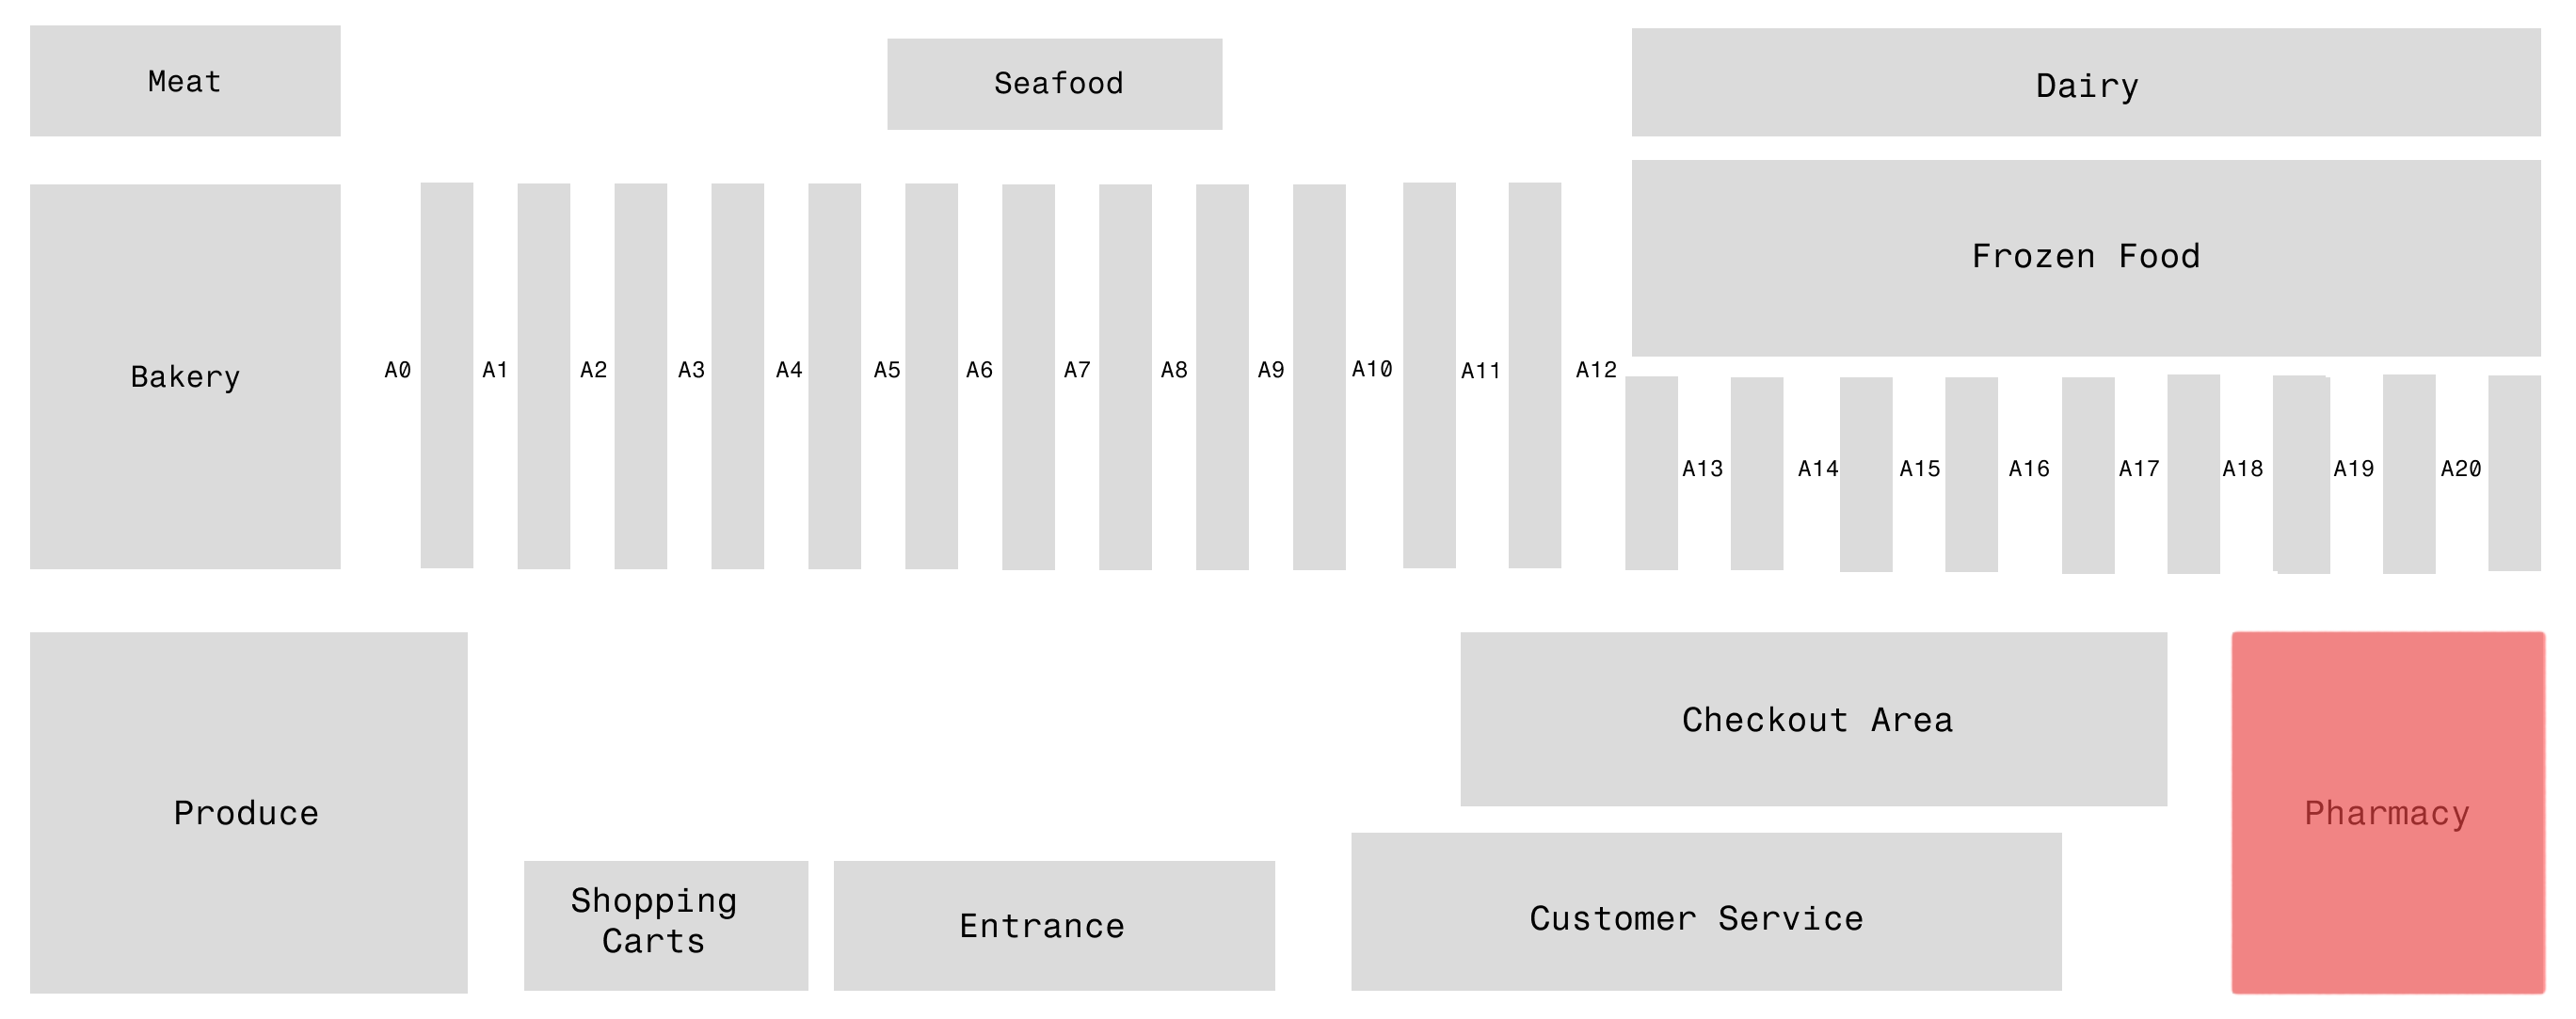 Meat
Seafood
Dairy
Frozen Food
Bakery
A0
A1
A2
A3
A4
A5
A6
A7
A8
A9
A10
A11
A12
A13
A14
A15
A16
A17
A18
A19
A20
Produce
Checkout Area
Pharmacy
Shopping
Carts
Entrance
Customer Service